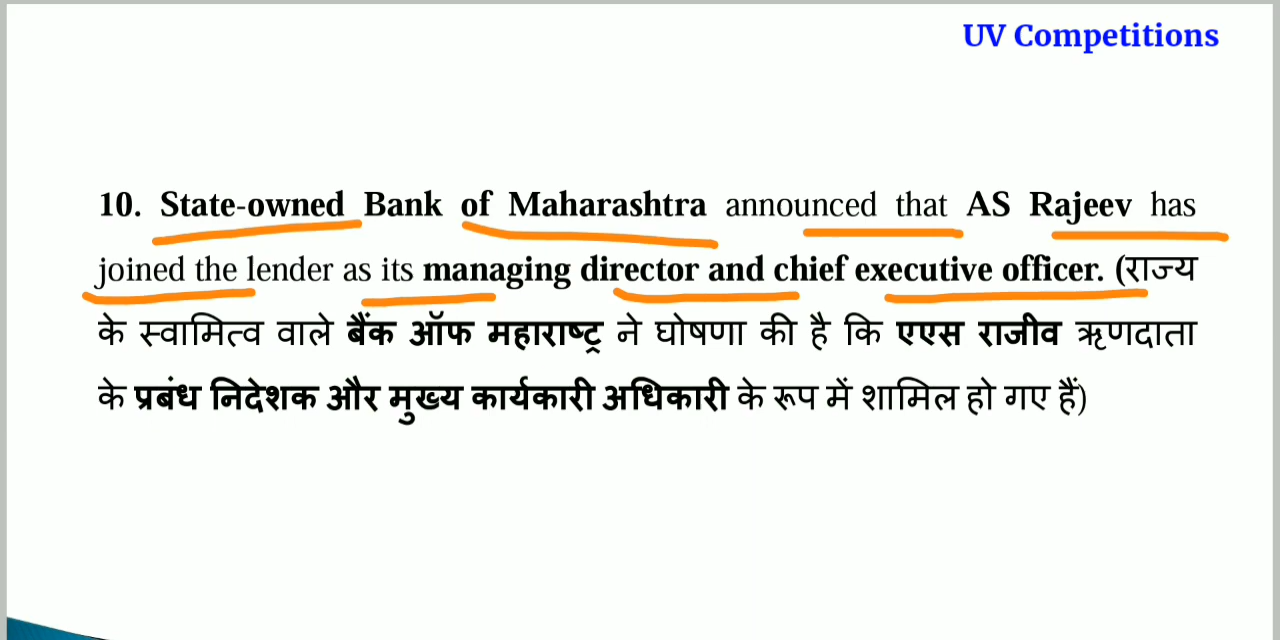 UV Competitions
10. State-owned Bank of Maharashtra announced that AS Rajeev has
joined the lender as its managing director and chief executive officer. (राज्य
के स्वामित्व वाले बैंक ऑफ महाराष्ट्र ने घोषणा की है कि एएस राजीव ऋणदाता
के प्रबंध निदेशक और मुख्य कार्यकारी अधिकारी के रूप में शामिल हो गए हैं)